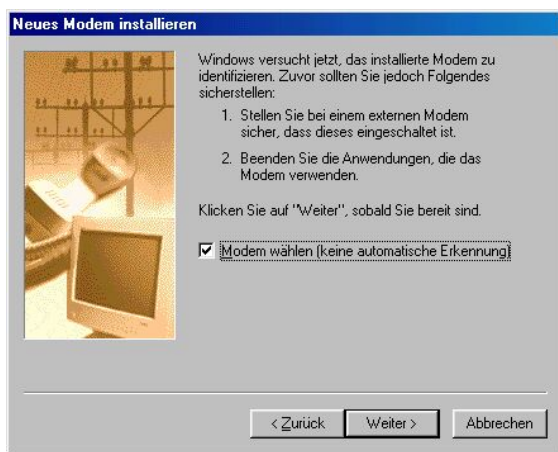 Neues Modem installieren
Windows versucht jetzt, das installierte Modem zu
identifizieren. Zuvor sollten Sie jedoch Folgendes
sicherstellen:
1. Stellen Sie bei einem externen Modem
sicher, dass dieses eingeschaltet ist.
2. Beenden Sie die Anwendungen, die das
Modem verwenden.
Klicken Sie auf "Weiter", sobald Sie bereit sind.
Modem wählen (keine automatische Erkennung)
< Zurück
Weiter >
Abbrechen